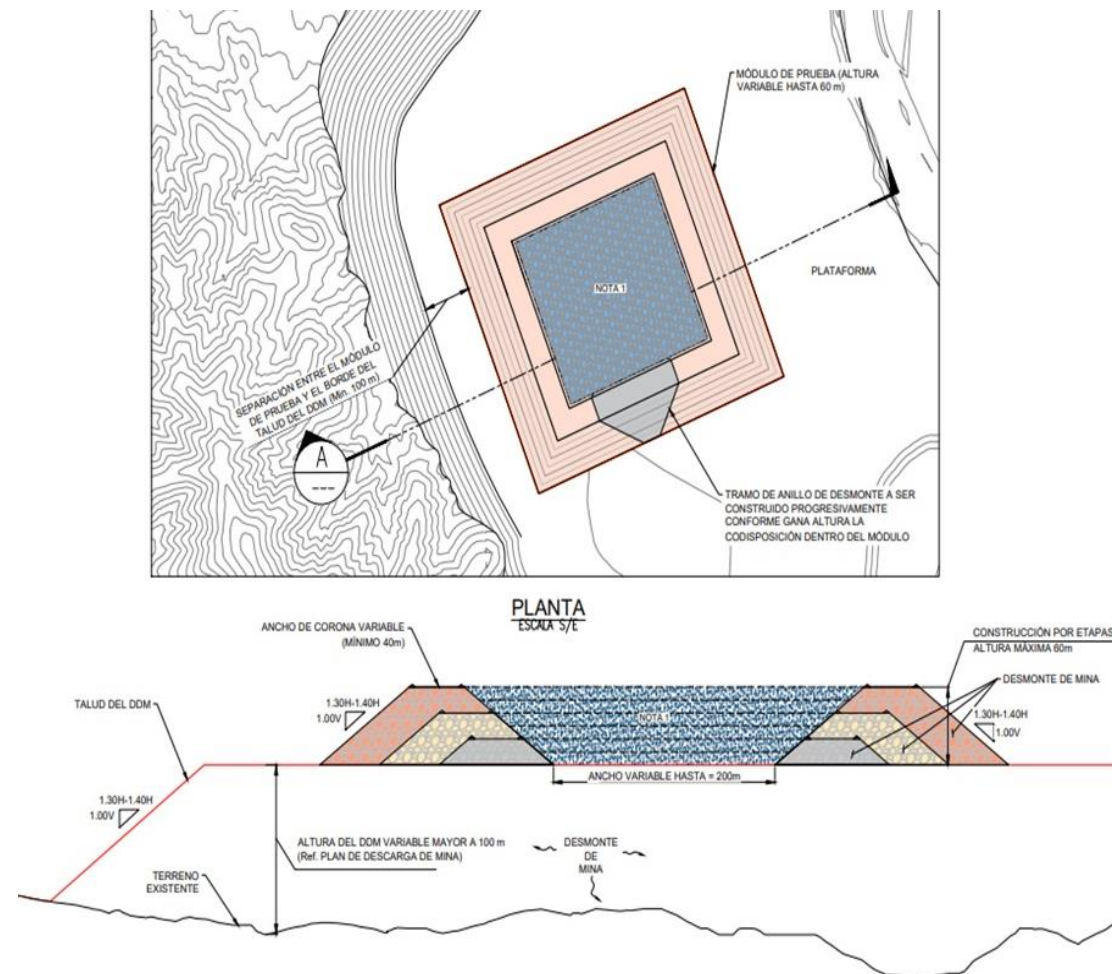 MÓDULO DE PRUEBA (ALTURA
VARIABLE HASTA 60 m)
NOTA 1
PLATAFORMA
SEPARACIÓN ENTRE EL MÓDULO
DE PRUEBA Y EL BORDE DEL
TALUD DEL DDM (Min. 100 m)
A
---
TRAMO DE ANILLO DE DESMONTE A SER
CONSTRUIDO PROGRESIVAMENTE
CONFORME GANA ALTURA LA
CODISPOSICIÓN DENTRO DEL MÓDULO
PLANTA
ESCALA S/E
ANCHO DE CORONA VARIABLE
(MÍNIMO 40m)
CONSTRUCCIÓN POR ETAPAS
ALTURA MÁXIMA 60m
DESMONTE DE MINA
TALUD DEL DDM
1.30H-1.40H
1.00V
NOTA 1
1.30H-1.40H
1.00V
ANCHO VARIABLE HASTA = 200m
1.30H-1.40H
1.00V
ALTURA DEL DDM VARIABLE MAYOR A 100 m
(Ref. PLAN DE DESCARGA DE MINA)
DESMONTE
DE
MINA
TERRENO
EXISTENTE